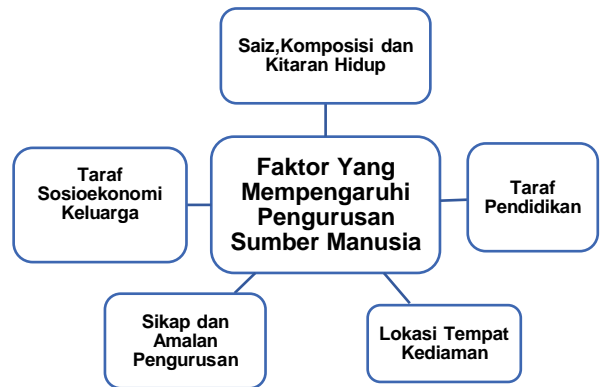 Saiz,Komposisi dan
Kitaran Hidup
Taraf
Sosioekonomi
Keluarga
Faktor Yang
Mempengaruhi
Pengurusan
Sumber Manusia
Taraf
Pendidikan
Sikap dan
Amalan
Pengurusan
Lokasi Tempat
Kediaman